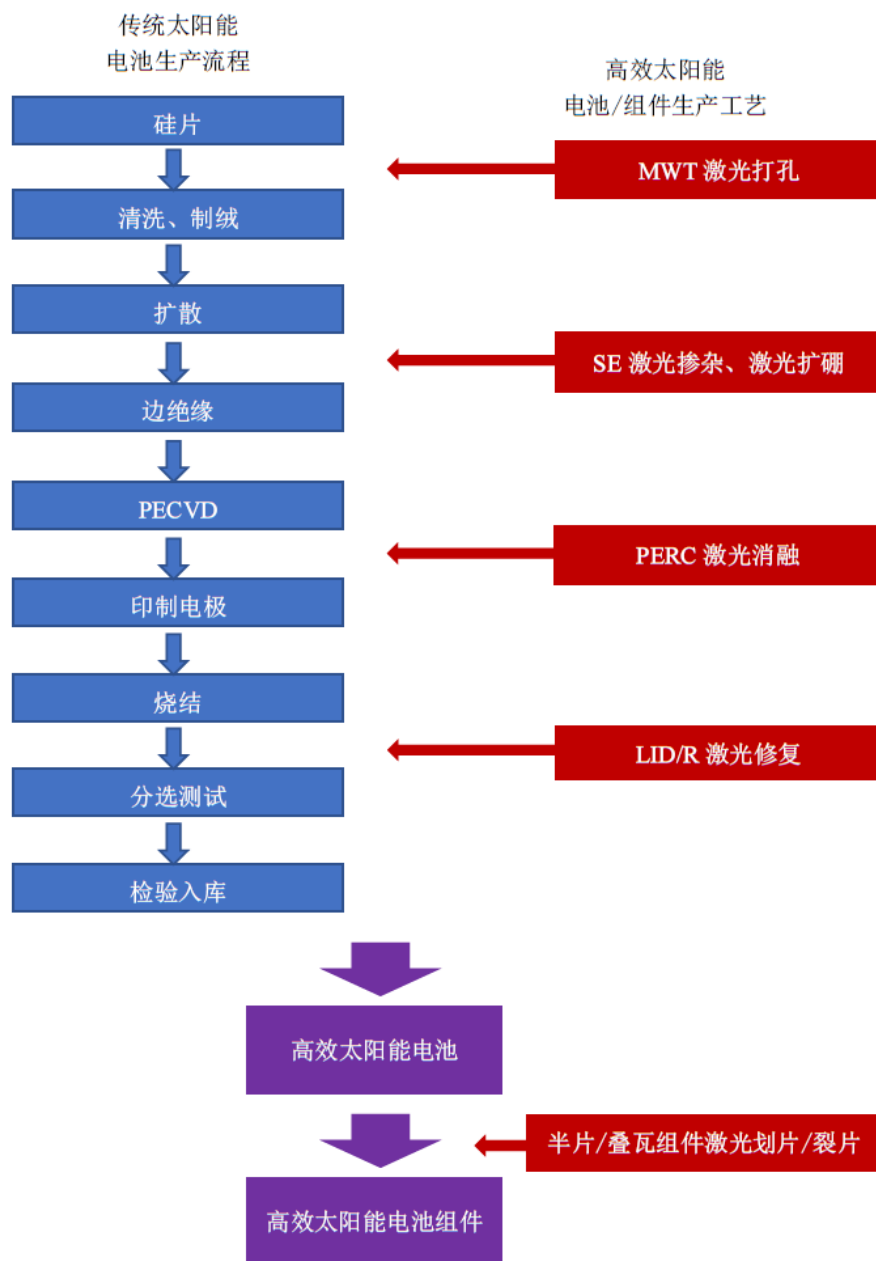 传统太阳能
电池生产流程
高效太阳能
电池/组件生产工艺
硅片
MWT 激光打孔
清洗、制绒
扩散
SE 激光掺杂、激光扩硼
边绝缘
PECVD
PERC 激光消融
印制电极
烧结
LID/R 激光修复
分选测试
检验入库
高效太阳能电池
半片/叠瓦组件激光划片/裂片
高效太阳能电池组件